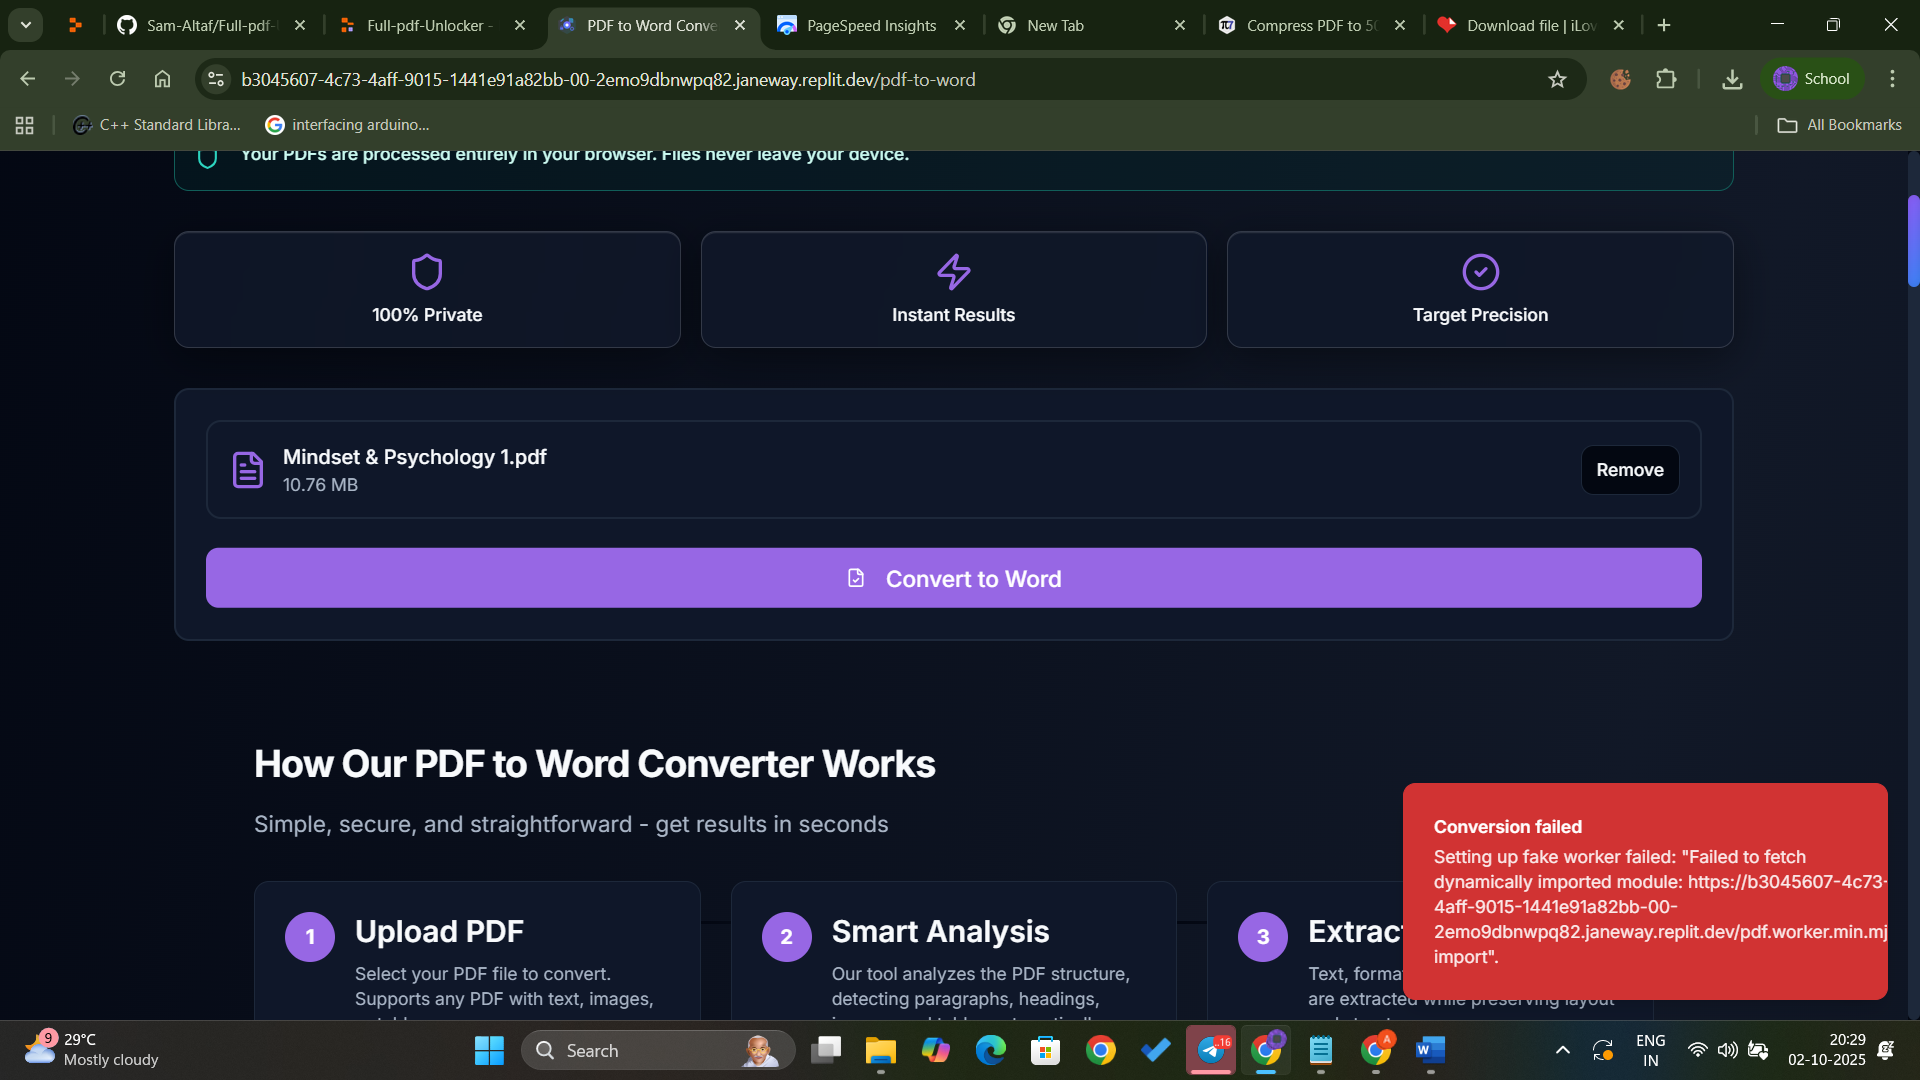 Sam-Altaf/Full-pdf-
Full-pdf-Unlocker -
PDF to Word Conve
PageSpeed Insights
New Tab
Compress PDF to 50
Download file | iLov
b3045607-4c73-4aff-9015-1441e91a82bb-00-2emo9dbnwpq82.janeway.replit.dev/pdf-to-word
School
C++ Standard Libra...
interfacing arduino...
All Bookmarks
Your PDFs are processed entirely in your browser. Files never leave your device.
100% Private
Instant Results
Target Precision
Mindset & Psychology 1.pdf
10.76 MB
Remove
Convert to Word
How Our PDF to Word Converter Works
Simple, secure, and straightforward - get results in seconds
1
Upload PDF
Select your PDF file to convert.
Supports any PDF with text, images,
2
Smart Analysis
Our tool analyzes the PDF structure,
detecting paragraphs, headings,
3
Extrac
Text, forma
are extracted while preserving layout
Conversion failed
Setting up fake worker failed: "Failed to fetch
dynamically imported module: https://b3045607-4c73-
4aff-9015-1441e91a82bb-00-
2emo9dbnwpq82.janeway.replit.dev/pdf.worker.min.mj
import".
9
29°C
Mostly cloudy
Search
16
A
W
ENG
IN
20:29
02-10-2025